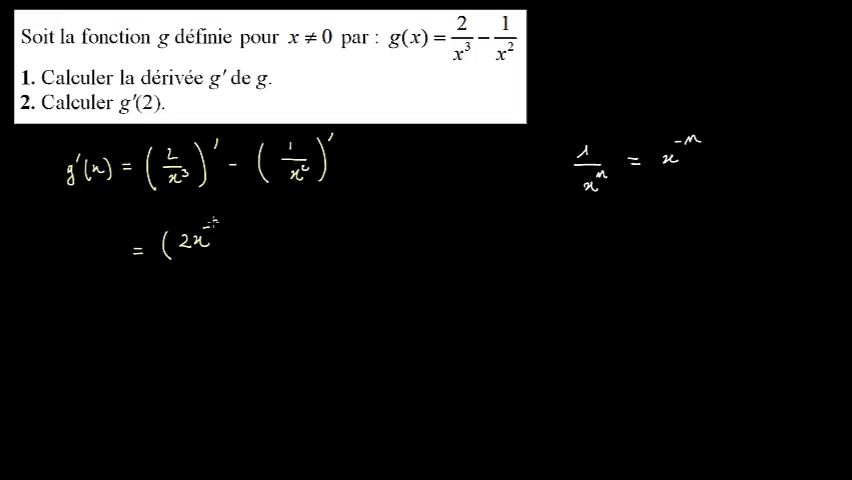 Soit la fonction g définie pour x ≠ 0 par : g(x) = 2/x³ − 1/x²
1. Calculer la dérivée g′ de g.
2. Calculer g′(2).
g'(x) = (2/x³)' − (1/x²)'
1/xⁿ = x⁻ⁿ
= (2x⁻